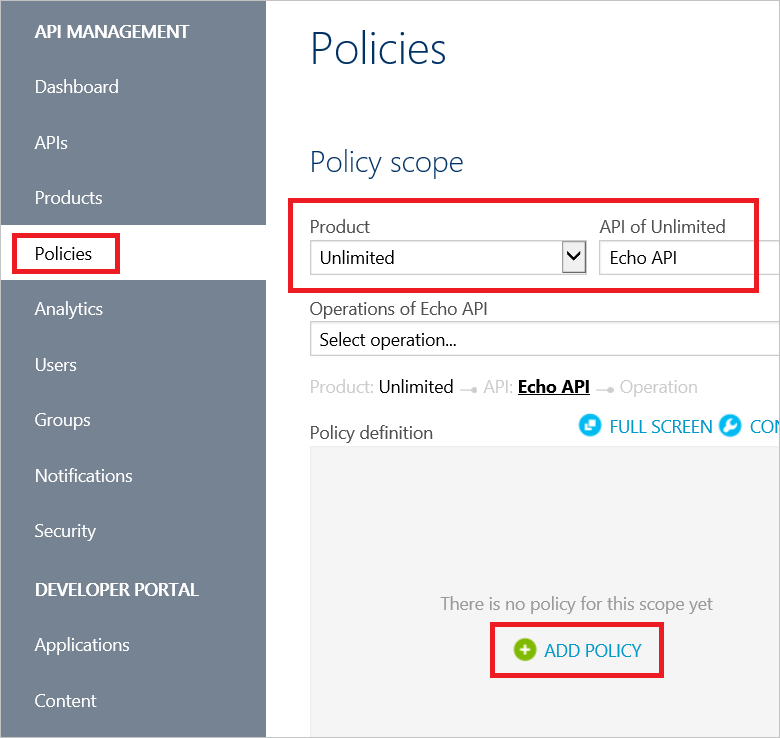 API MANAGEMENT
Dashboard
APIs
Products
Policies
Analytics
Users
Groups
Notifications
Security
DEVELOPER PORTAL
Applications
Content
Policies
Policy scope
Product API of Unlimited
Unlimited Echo API
Operations of Echo API
Select operation...
Product: Unlimited API: Echo API Operation
FULL SCREEN CON
Policy definition
There is no policy for this scope yet
ADD POLICY